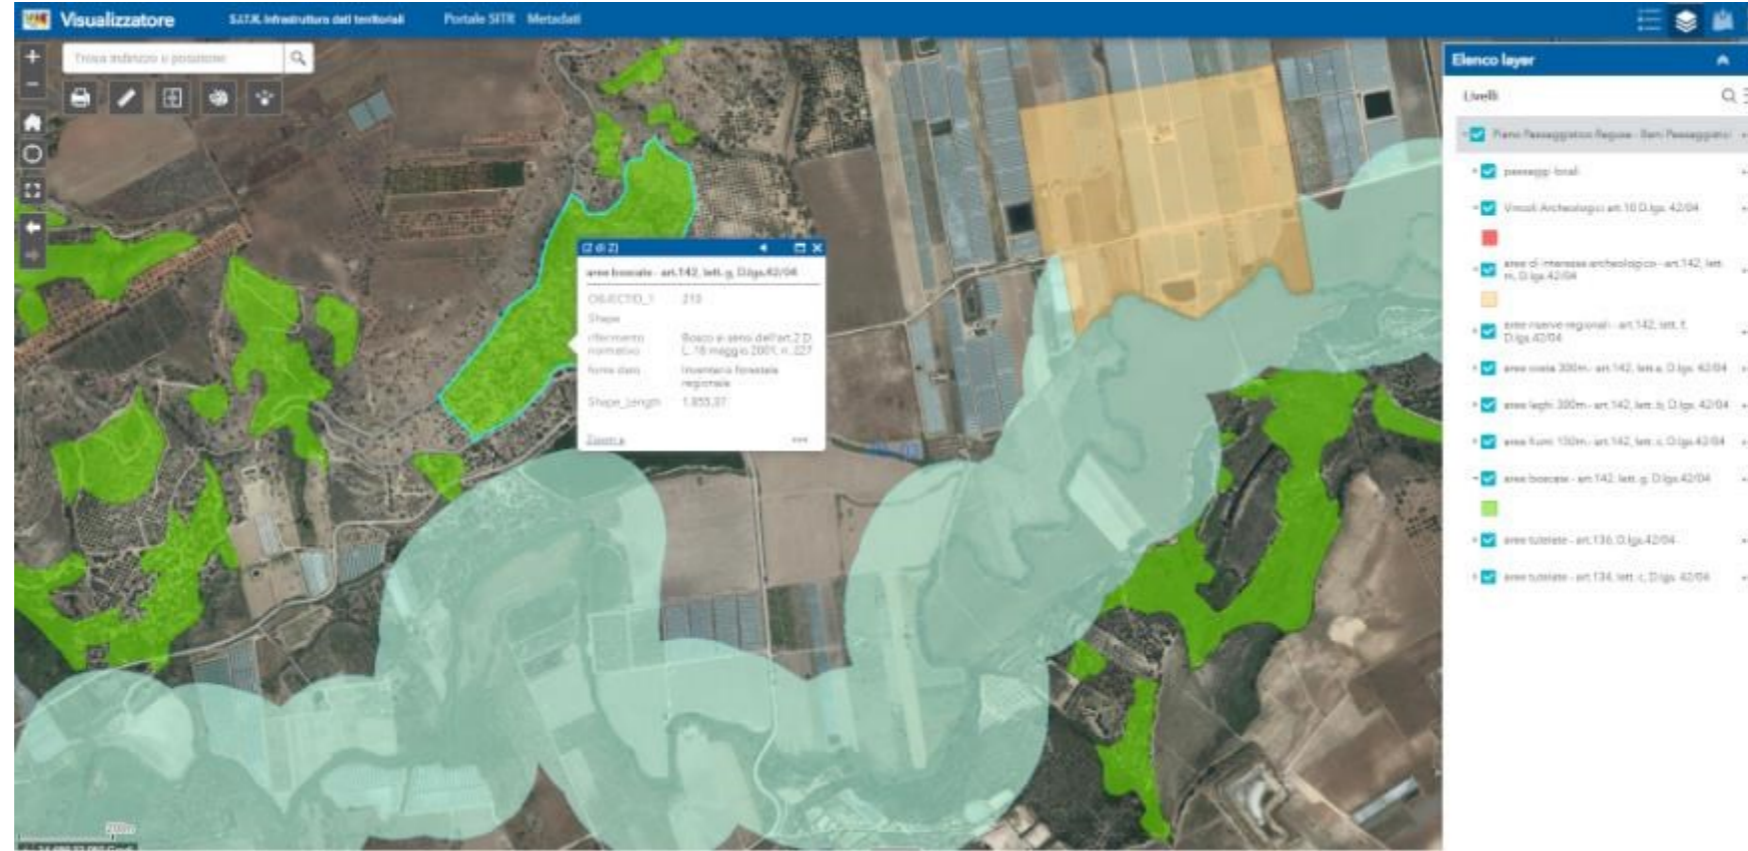 Visualizzatore
S.I.T.R. Infrastruttura dati territoriali
Portale SITR
Metadati
Trova indirizzo o posizione
Elenco layer
Livelli
Piano Paesaggistico Ragusa - Beni Paesaggistici
paesaggi locali
Vincoli Archeologici art.10 D.lgs. 42/04
aree di interesse archeologico - art.142, lett.
m, D.lgs.42/04
aree riserve regionali - art.142, lett. f,
D.lgs.42/04
aree costa 300m - art.142, lett.a, D.lgs. 42/04
aree laghi 300m - art.142, lett. b, D.lgs. 42/04
aree fiumi 150m - art.142, lett. c, D.lgs.42/04
aree boscate - art.142, lett. g, D.lgs.42/04
aree tutelate - art.136, D.lgs.42/04
aree tutelate - art.134, lett. c, D.lgs. 42/04
(2 di 2)
aree boscate - art.142, lett. g, D.lgs.42/04
OBJECTID_1 210
Shape
riferimento Bosco ai sensi dell'art.2 D.
normativo L. 18 maggio 2001, n. 227
fonte dato Inventario forestale
regionale
Shape_Length 1.855,37
Zoom a
200m